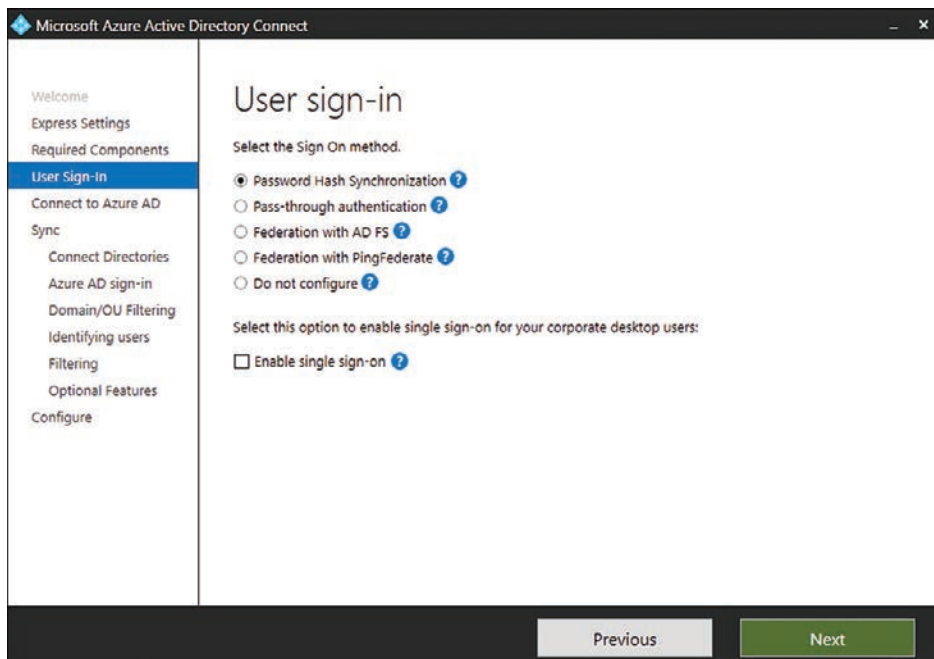 Microsoft Azure Active Directory Connect
Welcome
Express Settings
Required Components
User Sign-In
Connect to Azure AD
Sync
Connect Directories
Azure AD sign-in
Domain/OU Filtering
Identifying users
Filtering
Optional Features
Configure
User sign-in
Select the Sign On method.
Password Hash Synchronization ?
Pass-through authentication ?
Federation with AD FS ?
Federation with PingFederate ?
Do not configure ?
Select this option to enable single sign-on for your corporate desktop users:
Enable single sign-on ?
Previous
Next